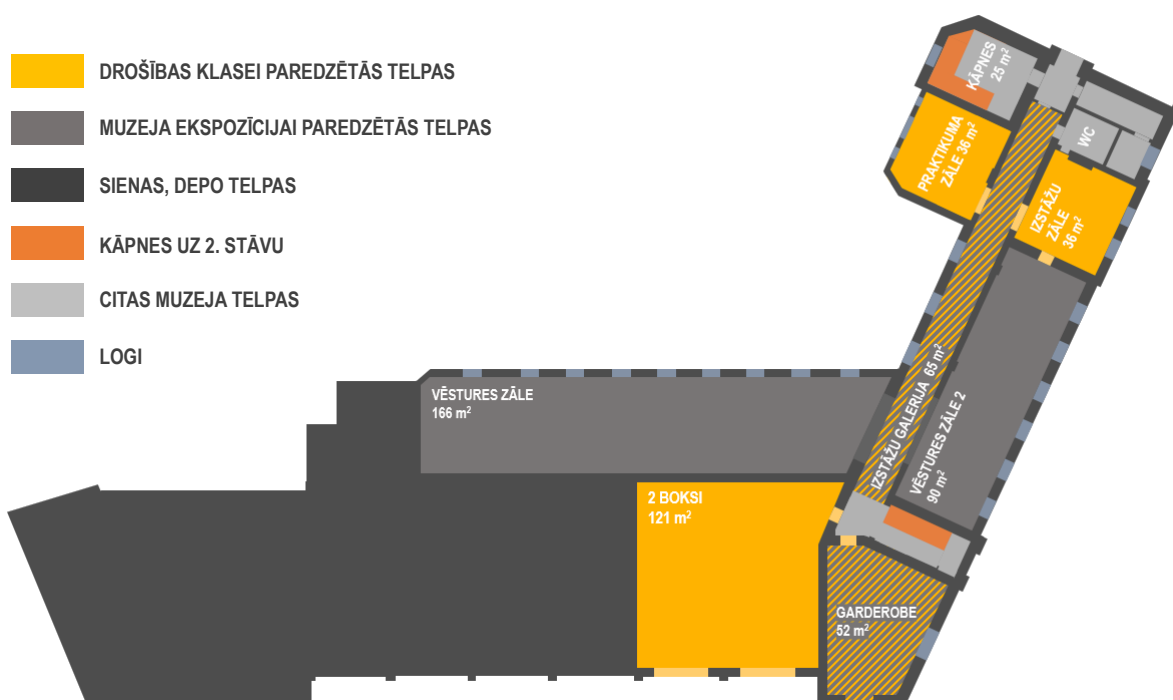 DROŠĪBAS KLASEI PAREDZĒTĀS TELPAS
MUZEJA EKSPOZĪCIJAI PAREDZĒTĀS TELPAS
SIENAS, DEPO TELPAS
KĀPNES UZ 2. STĀVU
CITAS MUZEJA TELPAS
LOGI
KĀPNES
25 m²
WC
PRAKTIKUMA
ZĀLE 36 m²
IZSTĀŽU
ZĀLE
36 m²
IZSTĀŽU GALERIJA 65 m²
VĒSTURES ZĀLE
166 m²
VĒSTURES ZĀLE 2
90 m²
2 BOKSI
121 m²
GARDEROBE
52 m²